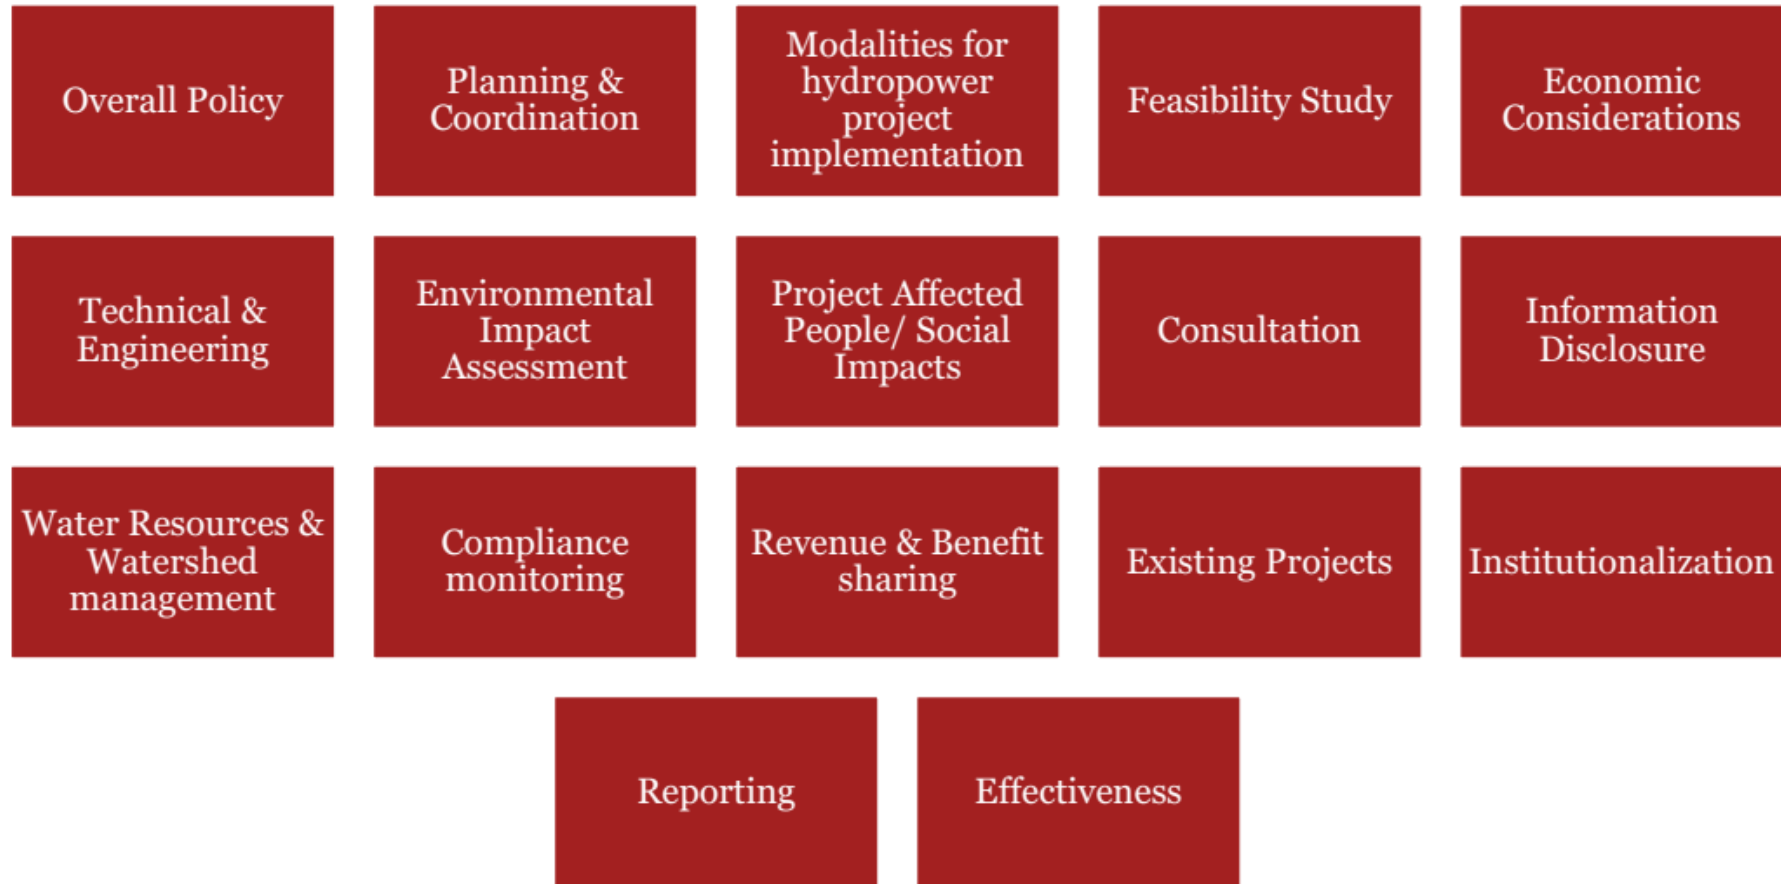 Overall Policy
Planning &
Coordination
Modalities for
hydropower
project
implementation
Feasibility Study
Economic
Considerations
Technical &
Engineering
Environmental
Impact
Assessment
Project Affected
People/ Social
Impacts
Consultation
Information
Disclosure
Water Resources &
Watershed
management
Compliance
monitoring
Revenue & Benefit
sharing
Existing Projects
Institutionalization
Reporting
Effectiveness